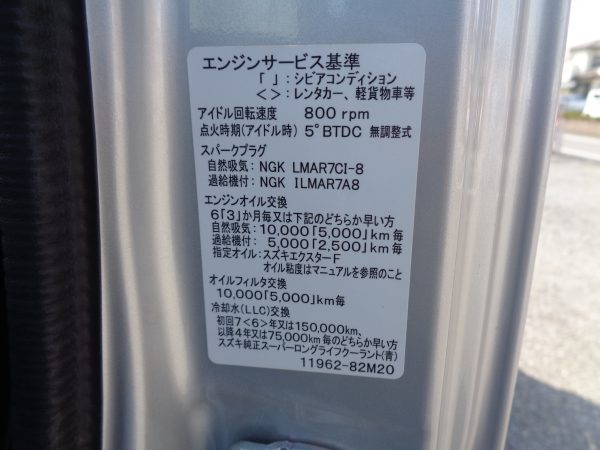 エンジンサービス基準
「 」：シビアコンディション
＜ ＞：レンタカー、軽貨物車等
アイドル回転速度 800 rpm
点火時期(アイドル時) 5°BTDC 無調整式
スパークプラグ
自然吸気：NGK LMAR7CI-8
過給機付：NGK ILMAR7A8
エンジンオイル交換
6「3」か月毎又は下記のどちらか早い方
自然吸気：10,000「5,000」km毎
過給機付：5,000「2,500」km毎
指定オイル：スズキエクスターF
オイル粘度はマニュアルを参照のこと
オイルフィルタ交換
10,000「5,000」km毎
冷却水(LLC)交換
初回7＜6＞年又は150,000km、
以降4年又は75,000km毎のどちらか早い方
スズキ純正スーパーロングライフクーラント(青)
11962-82M20